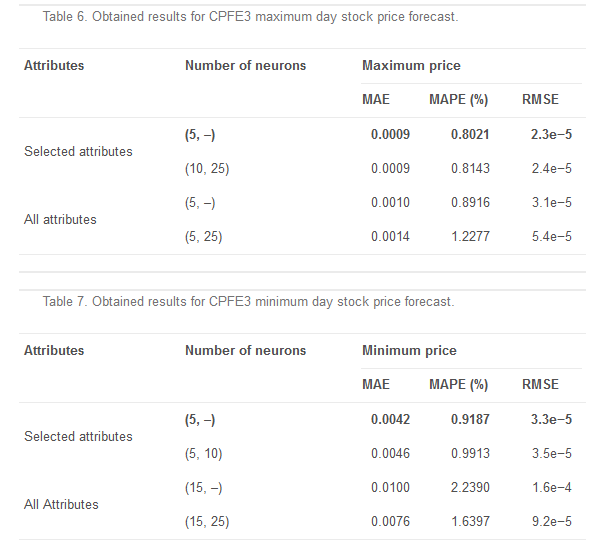 Table 6. Obtained results for CPFE3 maximum day stock price forecast.
Attributes Number of neurons Maximum price
MAE MAPE (%) RMSE
Selected attributes (5, –) 0.0009 0.8021 2.3e−5
(10, 25) 0.0009 0.8143 2.4e−5
All attributes (5, –) 0.0010 0.8916 3.1e−5
(5, 25) 0.0014 1.2277 5.4e−5
Table 7. Obtained results for CPFE3 minimum day stock price forecast.
Attributes Number of neurons Minimum price
MAE MAPE (%) RMSE
Selected attributes (5, –) 0.0042 0.9187 3.3e−5
(5, 10) 0.0046 0.9913 3.5e−5
All Attributes (15, –) 0.0100 2.2390 1.6e−4
(15, 25) 0.0076 1.6397 9.2e−5